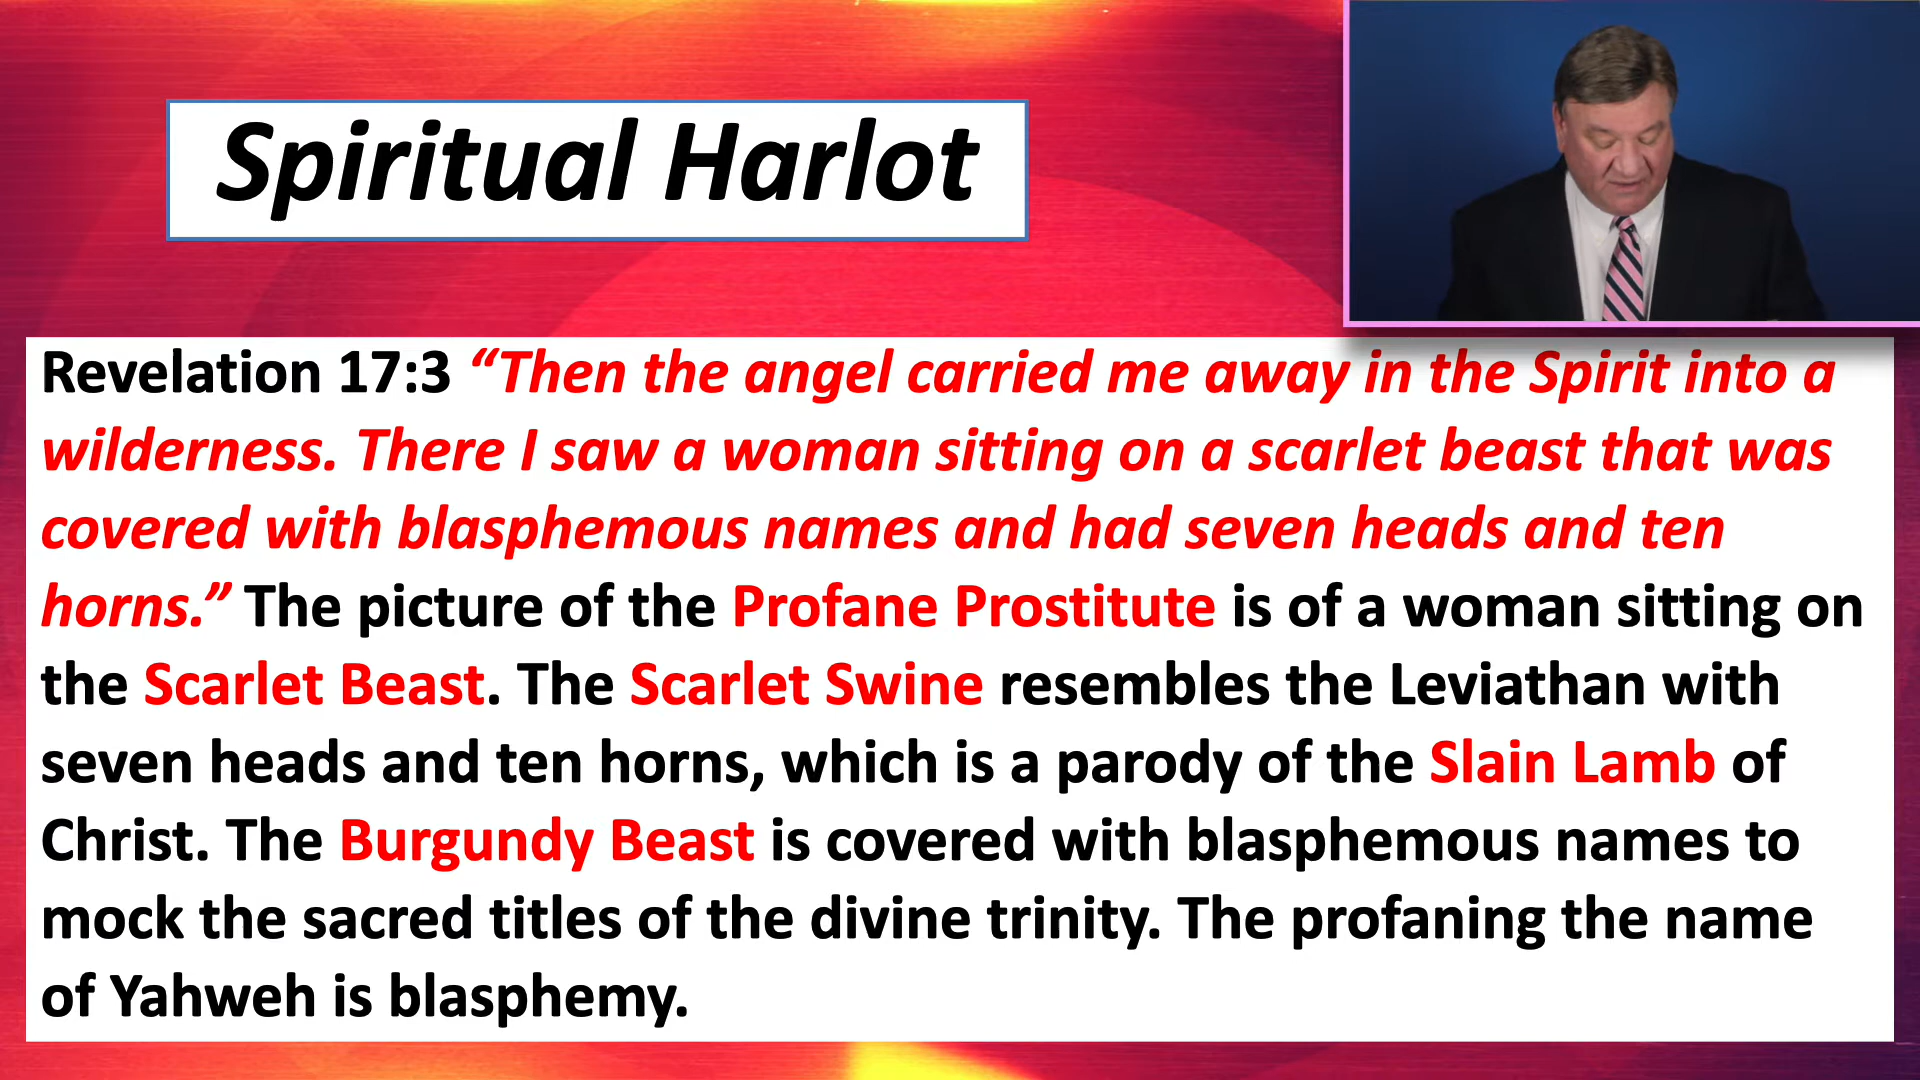 Spiritual Harlot
Revelation 17:3 “Then the angel carried me away in the Spirit into a
wilderness. There I saw a woman sitting on a scarlet beast that was
covered with blasphemous names and had seven heads and ten
horns.” The picture of the Profane Prostitute is of a woman sitting on
the Scarlet Beast. The Scarlet Swine resembles the Leviathan with
seven heads and ten horns, which is a parody of the Slain Lamb of
Christ. The Burgundy Beast is covered with blasphemous names to
mock the sacred titles of the divine trinity. The profaning the name
of Yahweh is blasphemy.